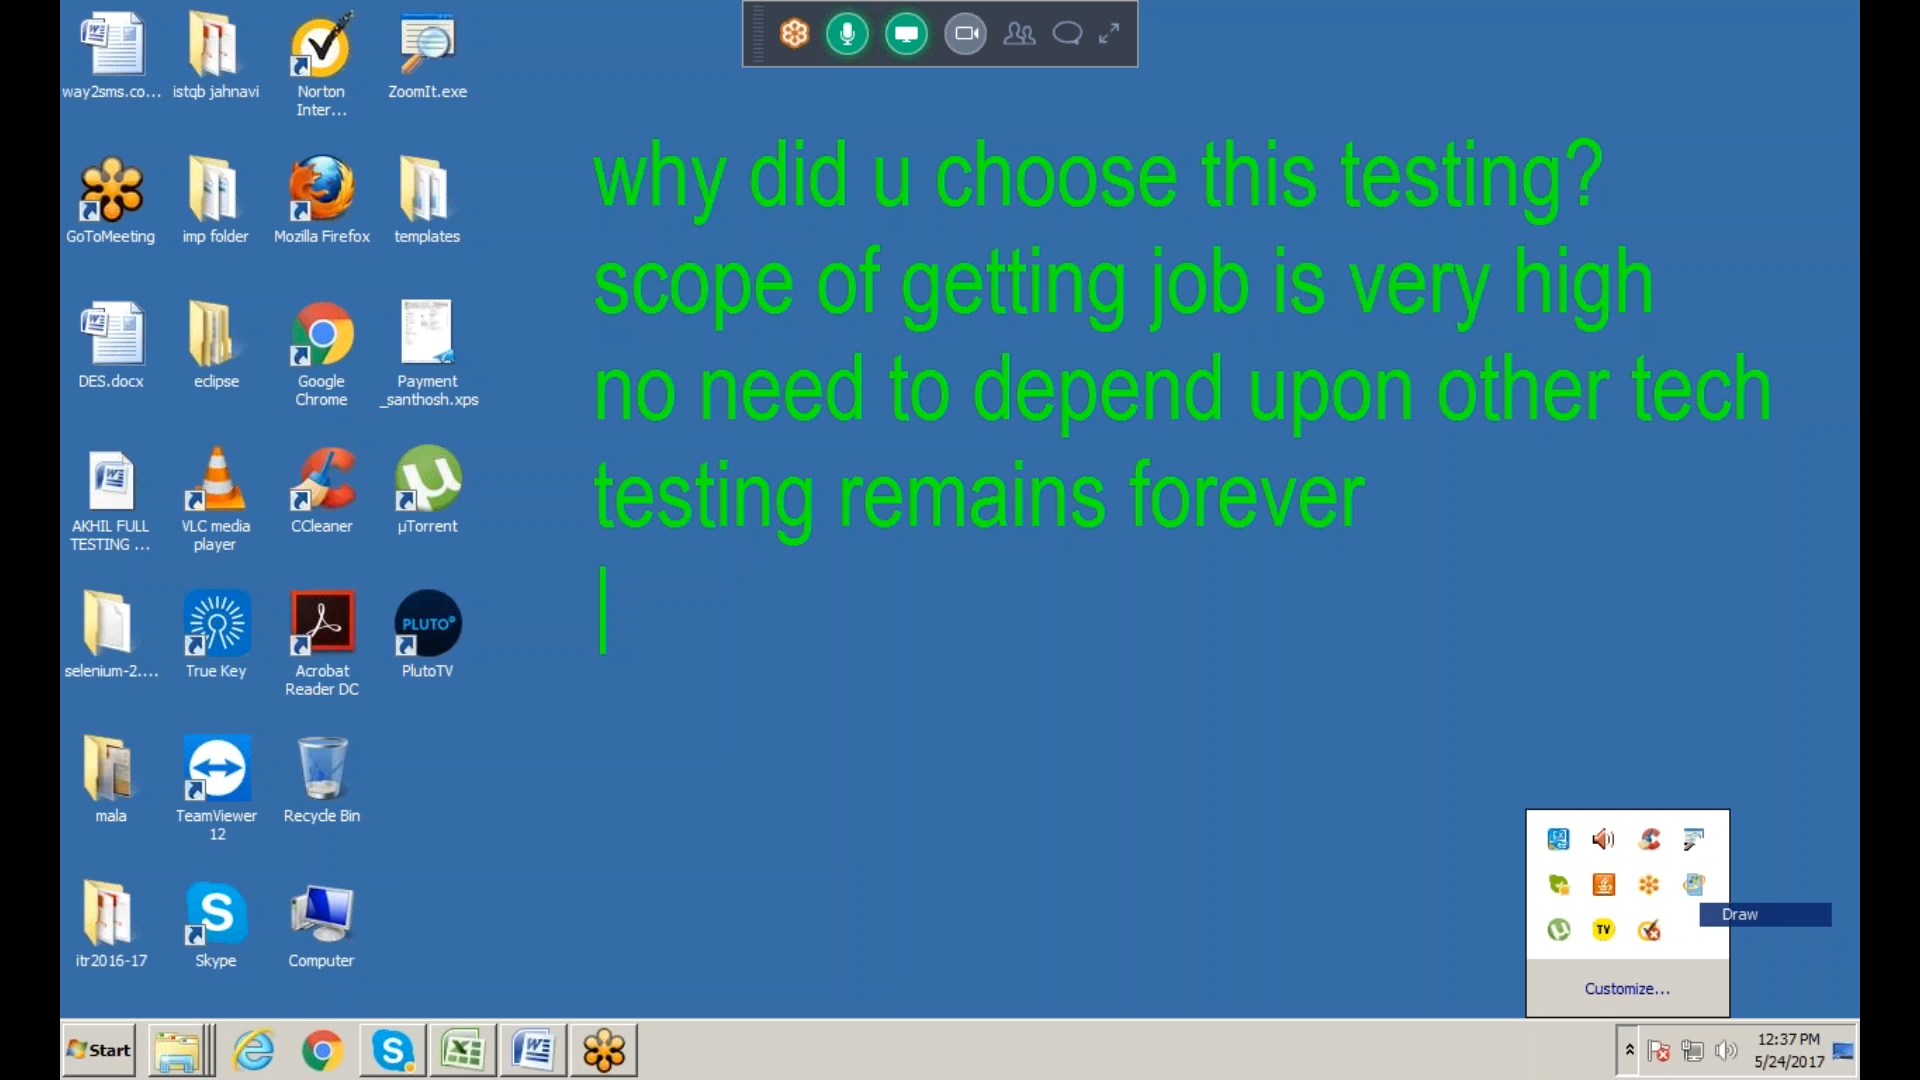 way2sms.co...
istqb jahnavi
Norton
Inter...
ZoomIt.exe
GoToMeeting
imp folder
Mozilla Firefox
templates
DES.docx
eclipse
Google
Chrome
Payment
_santhosh.xps
AKHIL FULL
TESTING ...
VLC media
player
CCleaner
µTorrent
selenium-2....
True Key
Acrobat
Reader DC
PLUTO
PlutoTV
mala
TeamViewer
12
Recycle Bin
itr2016-17
Skype
Computer
why did u choose this testing?
scope of getting job is very high
no need to depend upon other tech
testing remains forever
TV
Draw
Customize...
Start
12:37 PM
5/24/2017